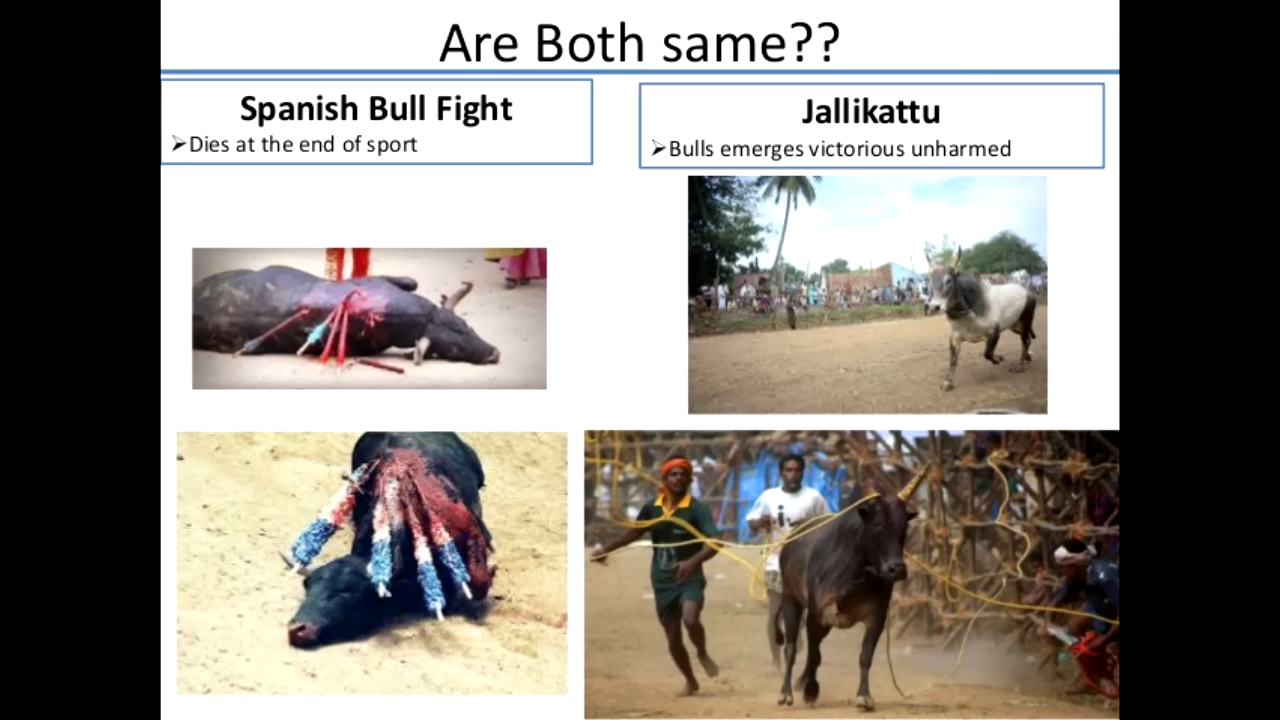 Are Both same??
Spanish Bull Fight
➢Dies at the end of sport
Jallikattu
➢Bulls emerges victorious unharmed